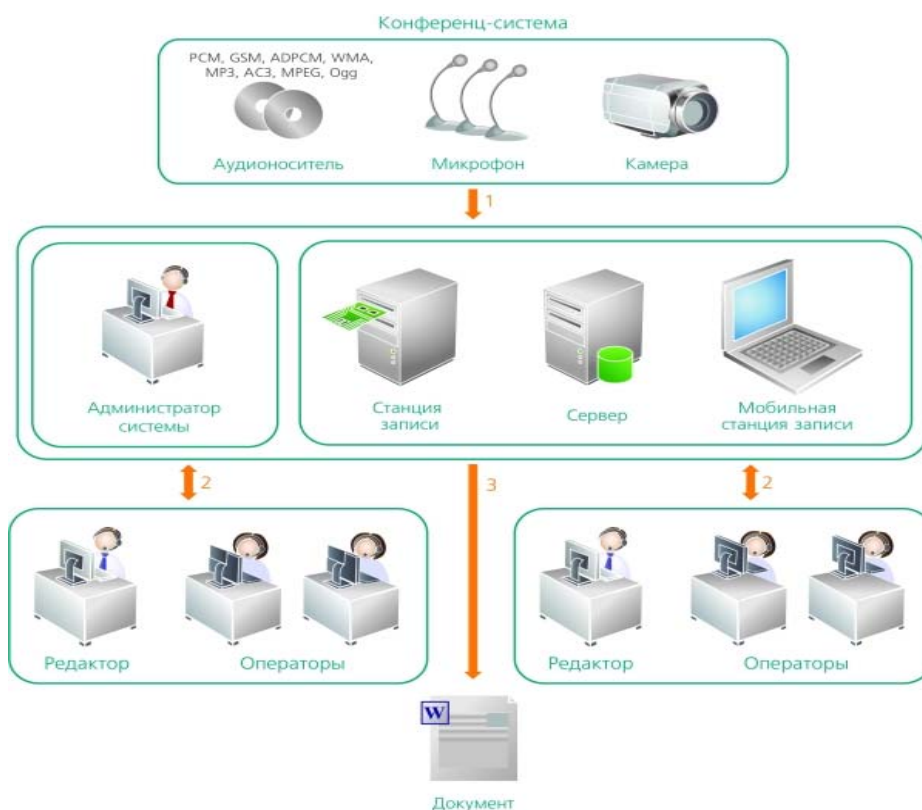 Конференц-система
PCM, GSM, ADPCM, WMA,
MP3, AC3, MPEG, Ogg
Аудионоситель
Микрофон
Камера
1
Администратор
системы
Станция
записи
Сервер
Мобильная
станция записи
2
3
2
Редактор
Операторы
Редактор
Операторы
W
Документ